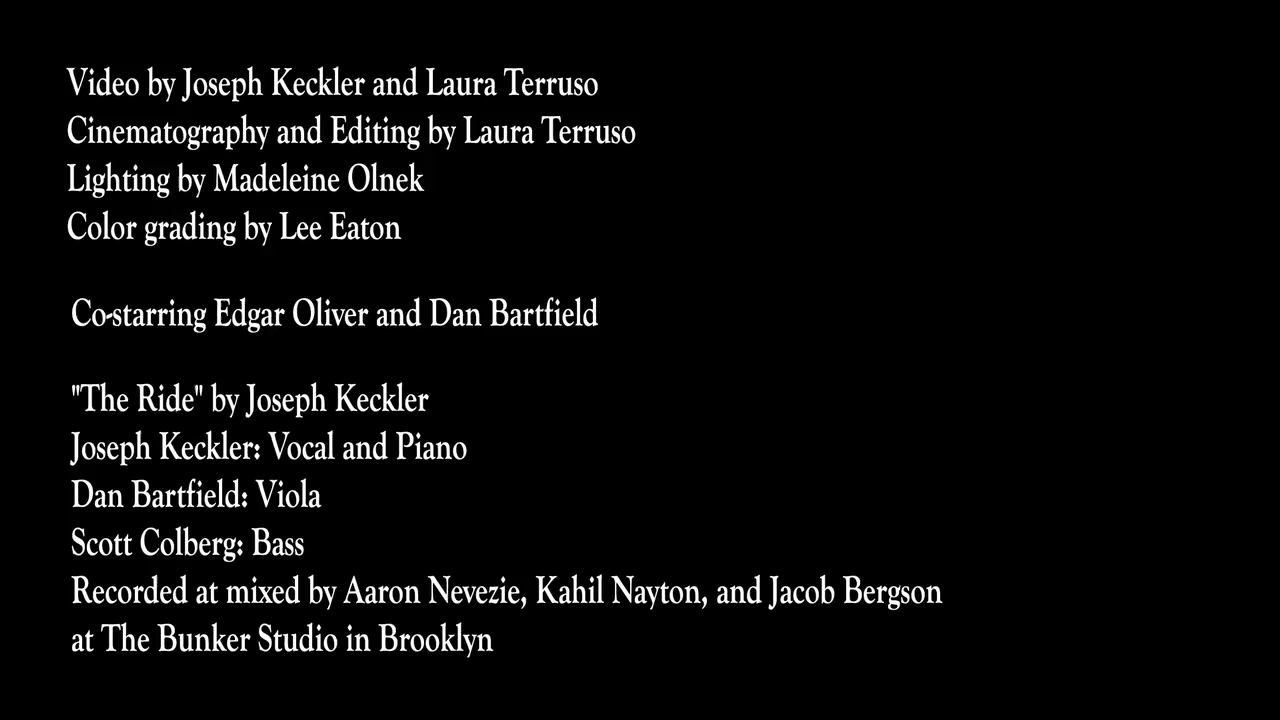 Video by Joseph Keckler and Laura Terruso
Cinematography and Editing by Laura Terruso
Lighting by Madeleine Olnek
Color grading by Lee Eaton
Co-starring Edgar Oliver and Dan Bartfield
"The Ride" by Joseph Keckler
Joseph Keckler: Vocal and Piano
Dan Bartfield: Viola
Scott Colberg: Bass
Recorded at mixed by Aaron Nevezie, Kahil Nayton, and Jacob Bergson
at The Bunker Studio in Brooklyn